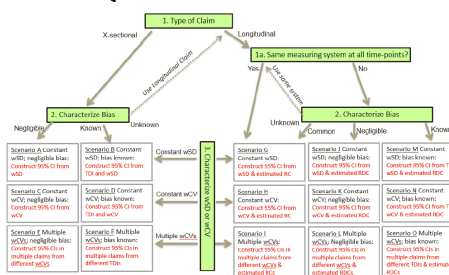 1. Type of Claim
X-sectional
Longitudinal
1a. Same measuring system at all time-points?
Use Longitudinal Claim
Use same system
Yes
No
2. Characterize Bias
2. Characterize Bias
Negligible
Known
Unknown
Unknown
Common
Negligible
Known
3. Characterize wSD or wCV
Constant wSD
Constant wCV
Multiple wCVs
Scenario A Constant
wSD; negligible bias:
Construct 95% CI from
wSD
Scenario B Constant
wSD; bias known:
Construct 95% CI from
TDI and wSD
Scenario G
Constant wSD:
Construct 95% CI from
wSD & estimated RC
Scenario J Constant
wSD; negligible bias:
Construct 95% CI from
wSD & estimated RDC
Scenario M Constant
wSD; bias known:
Construct 95% CI from T
wSD & estimated RDC
Scenario C Constant
wCV; negligible bias:
Construct 95% CI from
wCV
Scenario D Constant
wCV; bias known:
Construct 95% CI from
TDI and wCV
Scenario H
Constant wCV:
Construct 95% CI from
wCV & estimated RC
Scenario K Constant
wCV; negligible bias:
Construct 95% CI from
wCV & estimated RDC
Scenario N Constant
wCV; bias known:
Construct 95% CI from T
wCV & estimated RDC
Scenario E Multiple
wCVs; negligible bias:
Construct 95% CIs in
multiple claims from
different wCVs
Scenario F Multiple
wCVs; bias known:
Construct 95% CIs in
multiple claims from
different TDIs
Scenario I
Multiple wCVs:
Construct 95% CIs in
multiple claims from
different wCVs &
estimated RCs
Scenario L Multiple
wCVs; negligible bias:
Construct 95% CIs in
multiple claims from
different wCVs &
estimated RDCs
Scenario O Multiple
wCVs; bias known:
Construct 95% CIs in
multiple claims from
different TDIs & estimate
RDCs